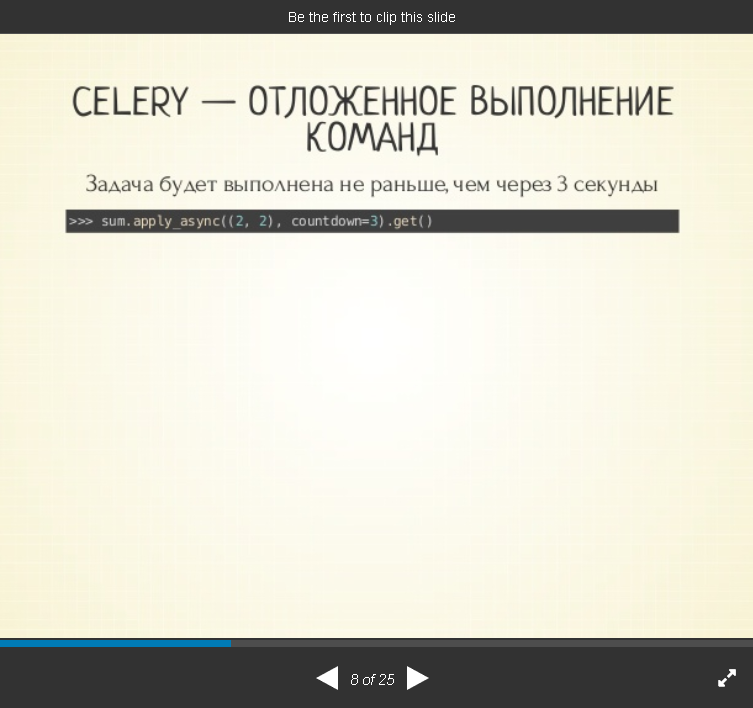 Be the first to clip this slide
CELERY — ОТЛОЖЕННОЕ ВЫПОЛНЕНИЕ
КОМАНД
Задача будет выполнена не раньше, чем через 3 секунды
>>> sum.apply_async((2, 2), countdown=3).get()
8 of 25